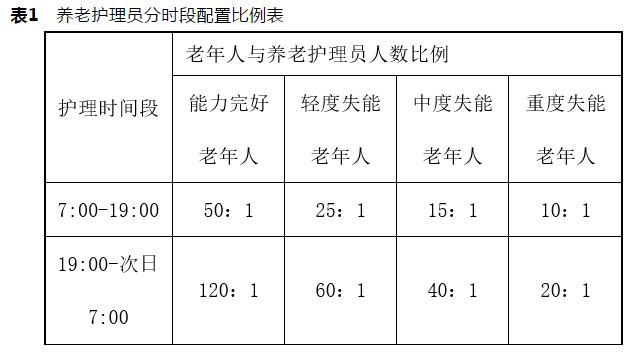 表1 养老护理员分时段配置比例表
护理时间段
老年人与养老护理员人数比例
能力完好
老年人
轻度失能
老年人
中度失能
老年人
重度失能
老年人
7:00-19:00
50：1
25：1
15：1
10：1
19:00-次日
7:00
120：1
60：1
40：1
20：1